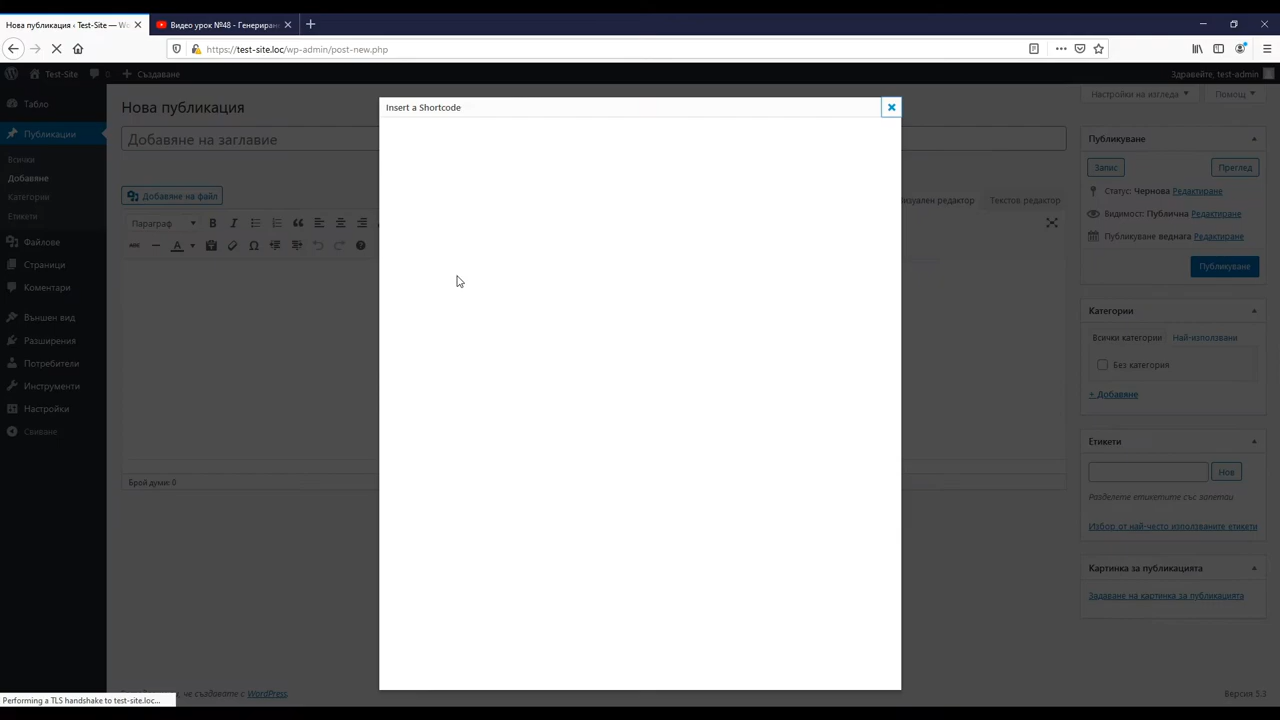 Нова публикация ‹ Test-Site — Wo
Видео урок №48 - Генериран
https://test-site.loc/wp-admin/post-new.php
Test-Site
0
Създаване
Здравейте, test-admin
Табло
Публикации
Всички
Добавяне
Категории
Етикети
Файлове
Страници
Коментари
Външен вид
Разширения
Потребители
Инструменти
Настройки
Свиване
Нова публикация
Настройки на изгледа
Помощ
Добавяне на заглавие
Добавяне на файл
Текстов редактор
Параграф
Брой думи: 0
Insert a Shortcode
Публикуване
Запис
Преглед
Статус: Чернова Редактиране
Видимост: Публична Редактиране
Публикуване веднага Редактиране
Публикуване
Категории
Всички категории
Най-използвани
Без категория
+ Добавяне
Етикети
Нов
Разделете етикетите със запетаи
Избор от най-често използваните етикети
Картинка за публикацията
Задаване на картинка за публикацията
че създавате с WordPress.
Версия 5.3
Performing a TLS handshake to test-site.loc...